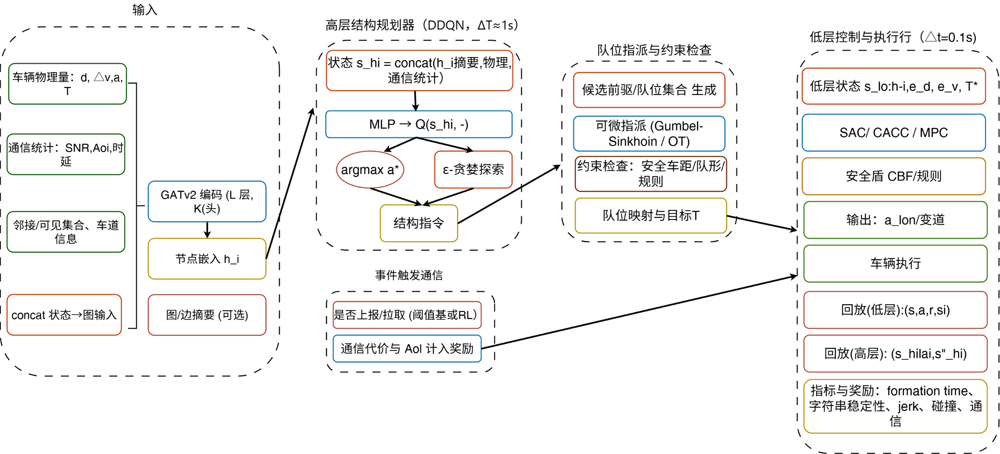 输入
车辆物理量：d, △v,a,
T
通信统计：SNR,Aoi,时
延
邻接/可见集合、车道
信息
concat 状态→图输入
GATv2 编码 (L 层,
K(头)
节点嵌入 h_i
图/边摘要 (可选)
高层结构规划器（DDQN，ΔT≈1s）
状态 s_hi = concat(h_i摘要,物理,
通信统计）
MLP → Q(s_hi, -)
argmax a*
ε-贪婪探索
结构指令
事件触发通信
是否上报/拉取 (阈值基或RL）
通信代价与 AoI 计入奖励
队位指派与约束检查
候选前驱/队位集合 生成
可微指派 (Gumbel-
Sinkhoin / OT)
约束检查：安全车距/队形/
规则
队位映射与目标T
低层控制与执行行（△t=0.1s)
低层状态 s_lo:h-i,e_d, e_v, T*
SAC/ CACC / MPC
安全盾 CBF/规则
输出：a_lon/变道
车辆执行
回放(低层):(s,a,r,si)
回放(高层): (s_hilai,s"_hi)
指标与奖励：formation time、
字符串稳定性、jerk、碰撞、通
信